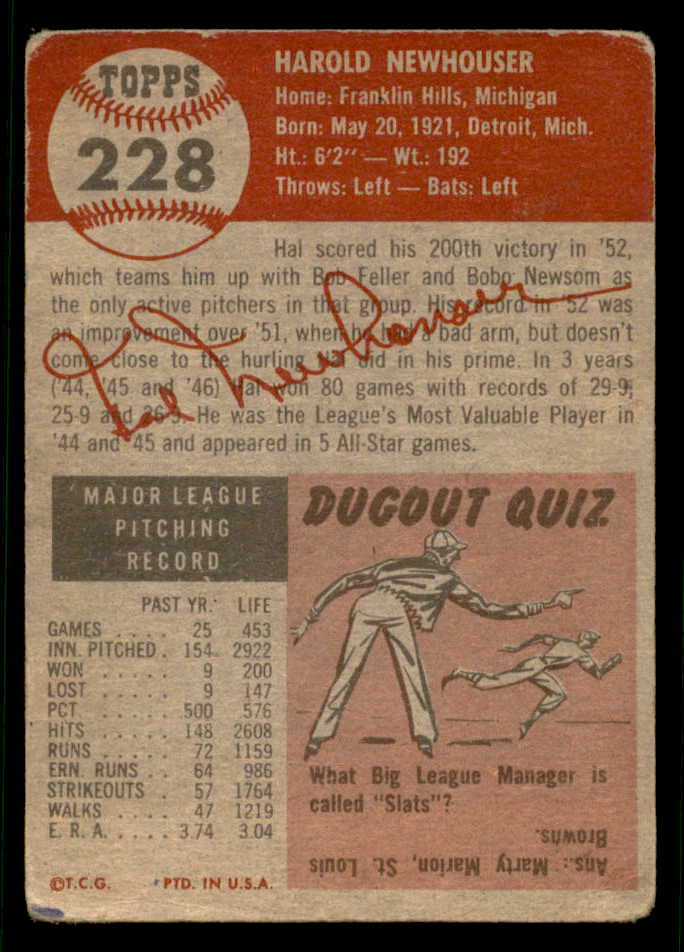 TOPPS
228
HAROLD NEWHOUSER
Home: Franklin Hills, Michigan
Born: May 20, 1921, Detroit, Mich.
Ht.: 6'2" — Wt.: 192
Throws: Left — Bats: Left
Hal scored his 200th victory in '52,
which teams him up with Bob Feller and Bobo Newsom as
the only active pitchers in that group. His record in '52 was
an improvement over '51, when he had a bad arm, but doesn't
come close to the hurling Hal did in his prime. In 3 years
('44, '45 and '46) Hal won 80 games with records of 29-9,
25-9 and 26-9. He was the League's Most Valuable Player in
'44 and '45 and appeared in 5 All-Star games.
Hal Newhouser
MAJOR LEAGUE
PITCHING
RECORD
PAST YR. LIFE
GAMES .... 25 453
INN. PITCHED. 154 2922
WON ..... 9 200
LOST ..... 9 147
PCT ..... .500 .576
HITS ..... 148 2608
RUNS ..... 72 1159
ERN. RUNS .. 64 986
STRIKEOUTS . 57 1764
WALKS .... 47 1219
E. R. A. .... 3.74 3.04
©T.C.G. PTD. IN U.S.A.
DUGOUT QUIZ
What Big League Manager is
called "Slats"?
Ans.: Marty Marion, St. Louis
Browns.